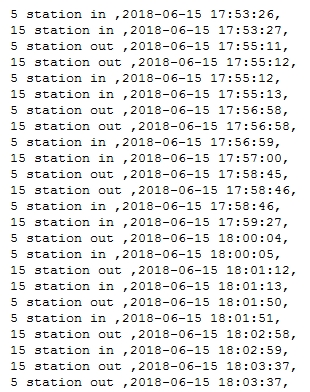 5 station in ,2018-06-15 17:53:26,
15 station in ,2018-06-15 17:53:27,
5 station out ,2018-06-15 17:55:11,
15 station out ,2018-06-15 17:55:12,
5 station in ,2018-06-15 17:55:12,
15 station in ,2018-06-15 17:55:13,
5 station out ,2018-06-15 17:56:58,
15 station out ,2018-06-15 17:56:58,
5 station in ,2018-06-15 17:56:59,
15 station in ,2018-06-15 17:57:00,
5 station out ,2018-06-15 17:58:45,
15 station out ,2018-06-15 17:58:46,
5 station in ,2018-06-15 17:58:46,
15 station in ,2018-06-15 17:59:27,
5 station out ,2018-06-15 18:00:04,
5 station in ,2018-06-15 18:00:05,
15 station out ,2018-06-15 18:01:12,
15 station in ,2018-06-15 18:01:13,
5 station out ,2018-06-15 18:01:50,
5 station in ,2018-06-15 18:01:51,
15 station out ,2018-06-15 18:02:58,
15 station in ,2018-06-15 18:02:59,
15 station out ,2018-06-15 18:03:37,
5 station out ,2018-06-15 18:03:37,